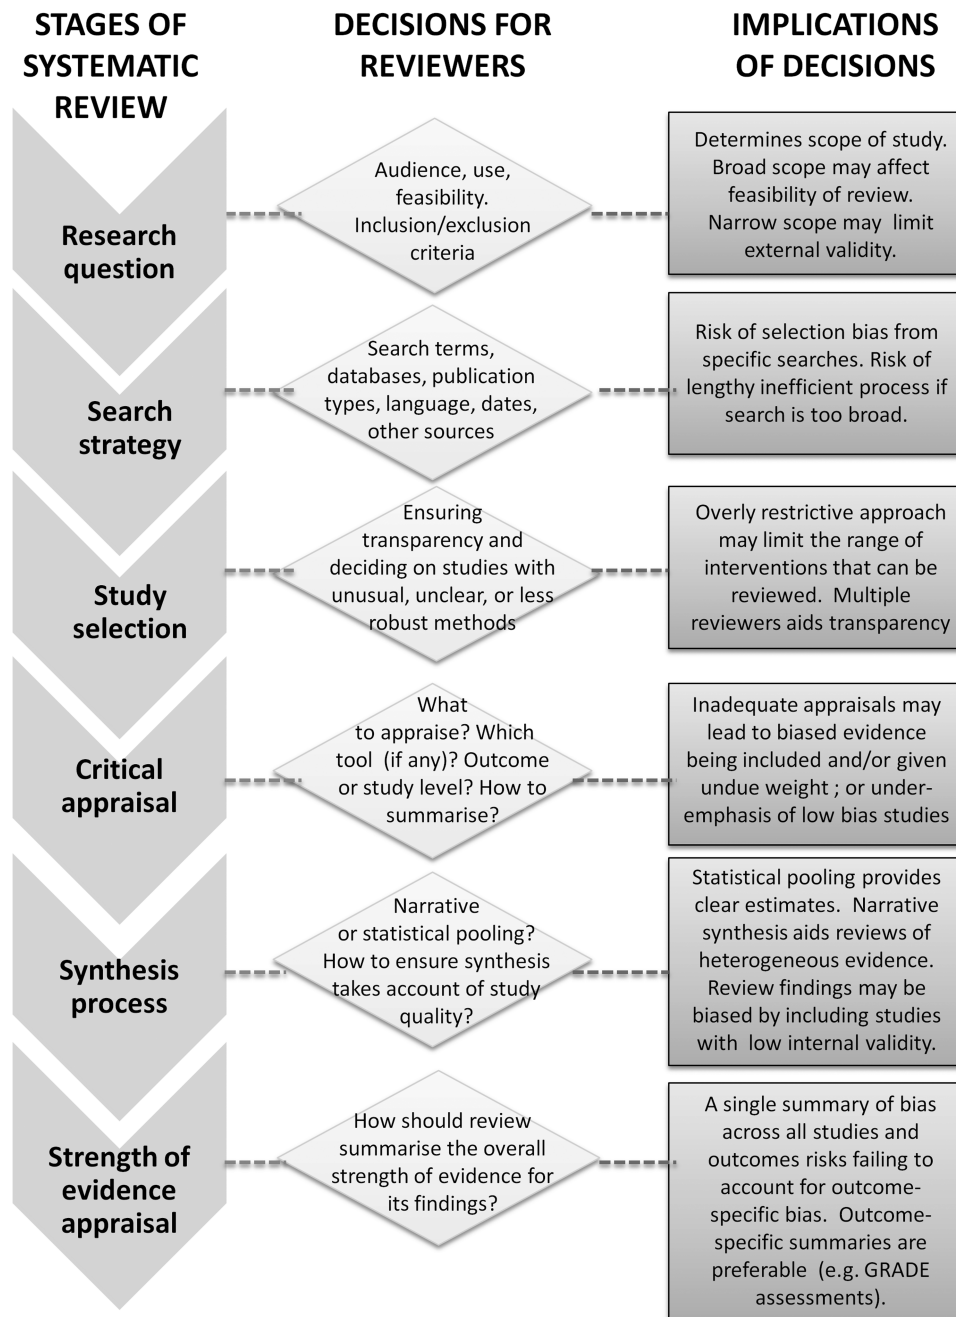 STAGES OF
SYSTEMATIC
REVIEW
DECISIONS FOR
REVIEWERS
IMPLICATIONS
OF DECISIONS
Research
question
Audience, use,
feasibility.
Inclusion/exclusion
criteria
Determines scope of study.
Broad scope may affect
feasibility of review.
Narrow scope may limit
external validity.
Search
strategy
Search terms,
databases, publication
types, language, dates,
other sources
Risk of selection bias from
specific searches. Risk of
lengthy inefficient process if
search is too broad.
Study
selection
Ensuring
transparency and
deciding on studies with
unusual, unclear, or less
robust methods
Overly restrictive approach
may limit the range of
interventions that can be
reviewed. Multiple
reviewers aids transparency
Critical
appraisal
What
to appraise? Which
tool (if any)? Outcome
or study level? How to
summarise?
Inadequate appraisals may
lead to biased evidence
being included and/or given
undue weight ; or under-
emphasis of low bias studies
Synthesis
process
Narrative
or statistical pooling?
How to ensure synthesis
takes account of study
quality?
Statistical pooling provides
clear estimates. Narrative
synthesis aids reviews of
heterogeneous evidence.
Review findings may be
biased by including studies
with low internal validity.
Strength of
evidence
appraisal
How should review
summarise the overall
strength of evidence for
its findings?
A single summary of bias
across all studies and
outcomes risks failing to
account for outcome-
specific bias. Outcome-
specific summaries are
preferable (e.g. GRADE
assessments).